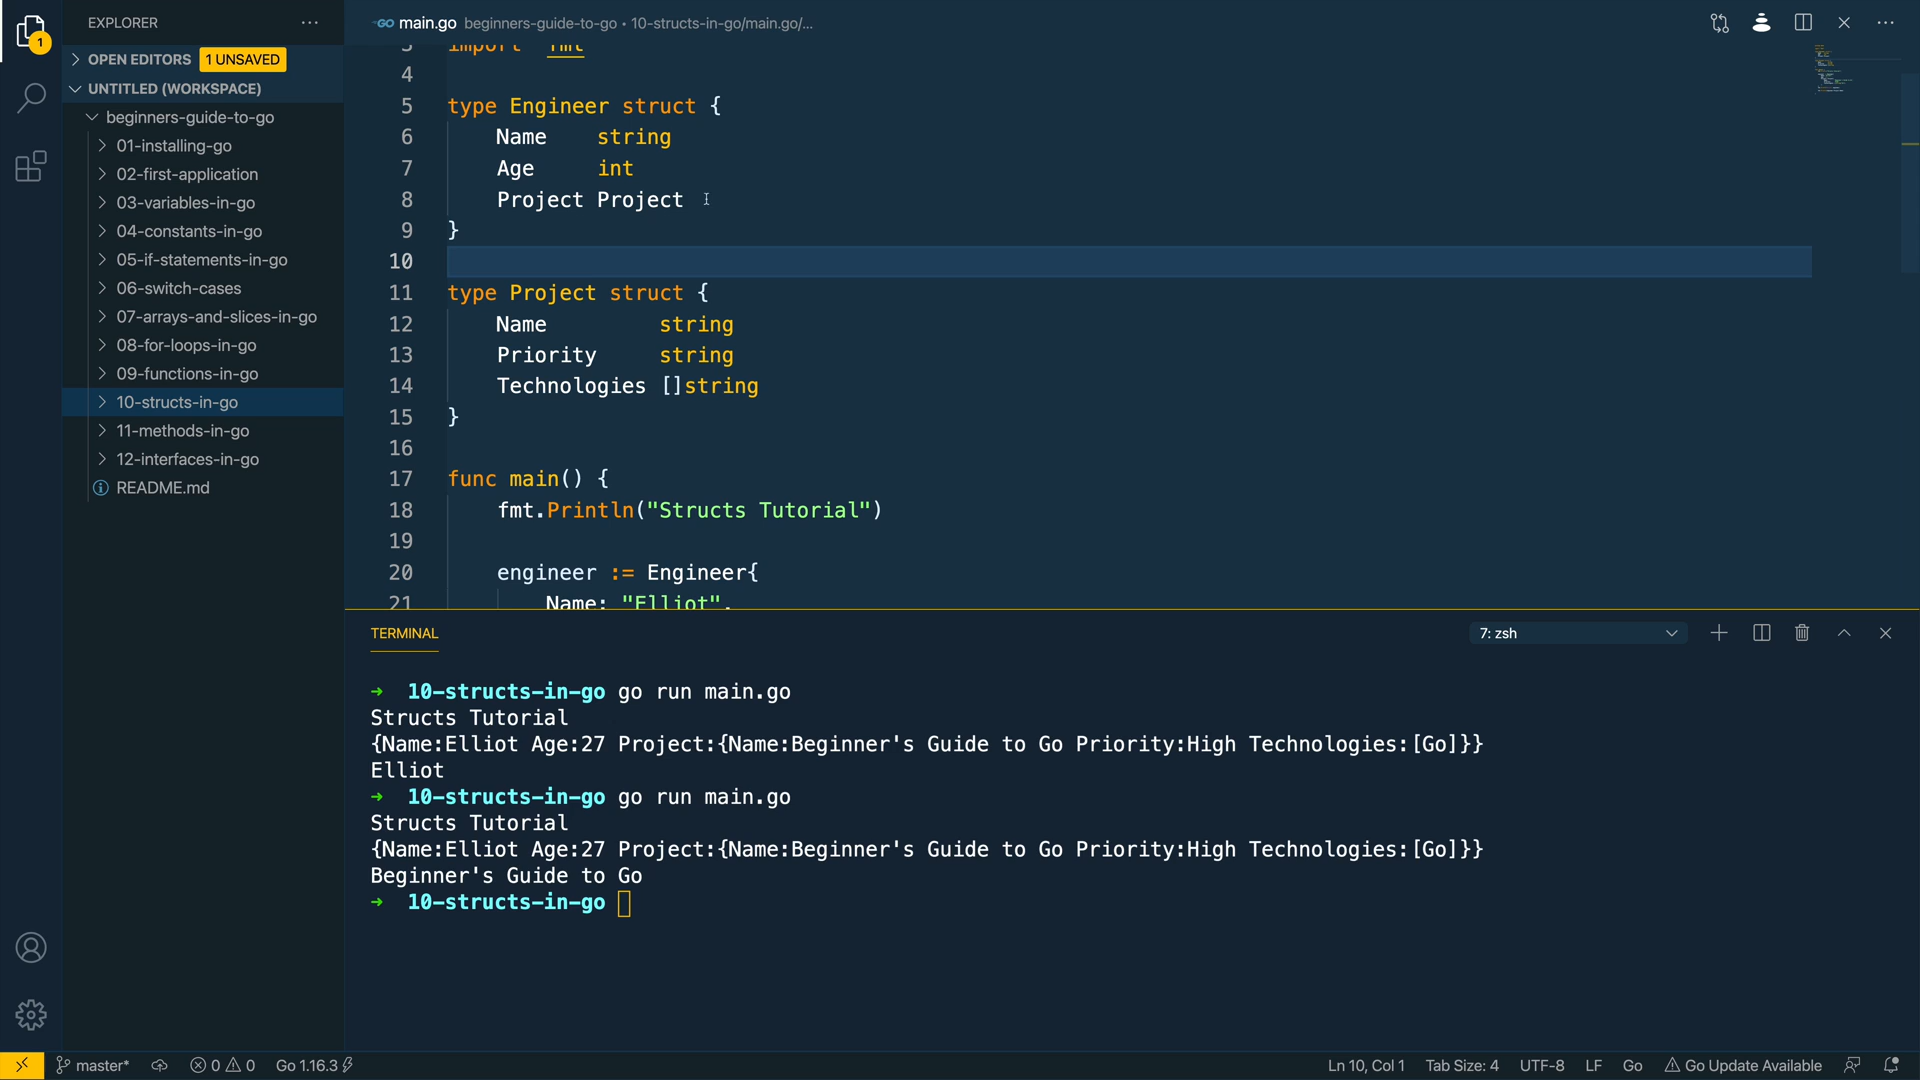 EXPLORER
OPEN EDITORS 1 UNSAVED
UNTITLED (WORKSPACE)
beginners-guide-to-go
01-installing-go
02-first-application
03-variables-in-go
04-constants-in-go
05-if-statements-in-go
06-switch-cases
07-arrays-and-slices-in-go
08-for-loops-in-go
09-functions-in-go
10-structs-in-go
11-methods-in-go
12-interfaces-in-go
README.md
1
GO main.go beginners-guide-to-go • 10-structs-in-go/main.go/...
3 import "fmt"
4
5 type Engineer struct {
6 Name string
7 Age int
8 Project Project
9 }
10
11 type Project struct {
12 Name string
13 Priority string
14 Technologies []string
15 }
16
17 func main() {
18 fmt.Println("Structs Tutorial")
19
20 engineer := Engineer{
21 Name: "Elliot",
TERMINAL
7: zsh
➜ 10-structs-in-go go run main.go
Structs Tutorial
{Name:Elliot Age:27 Project:{Name:Beginner's Guide to Go Priority:High Technologies:[Go]}}
Elliot
➜ 10-structs-in-go go run main.go
Structs Tutorial
{Name:Elliot Age:27 Project:{Name:Beginner's Guide to Go Priority:High Technologies:[Go]}}
Beginner's Guide to Go
➜ 10-structs-in-go
master* 0 0 Go 1.16.3 Ln 10, Col 1 Tab Size: 4 UTF-8 LF Go Go Update Available